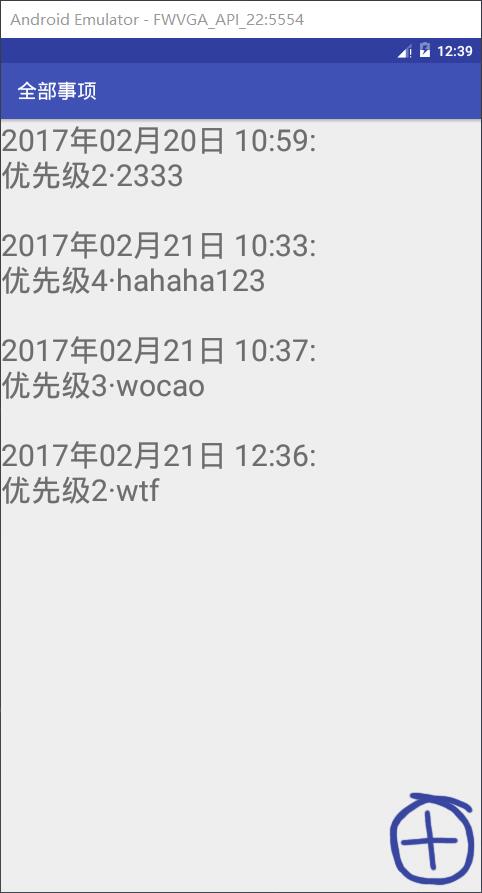 Android Emulator - FWVGA_API_22:5554
12:39
全部事项
2017年02月20日 10:59:
优先级2·2333
2017年02月21日 10:33:
优先级4·hahaha123
2017年02月21日 10:37:
优先级3·wocao
2017年02月21日 12:36:
优先级2·wtf